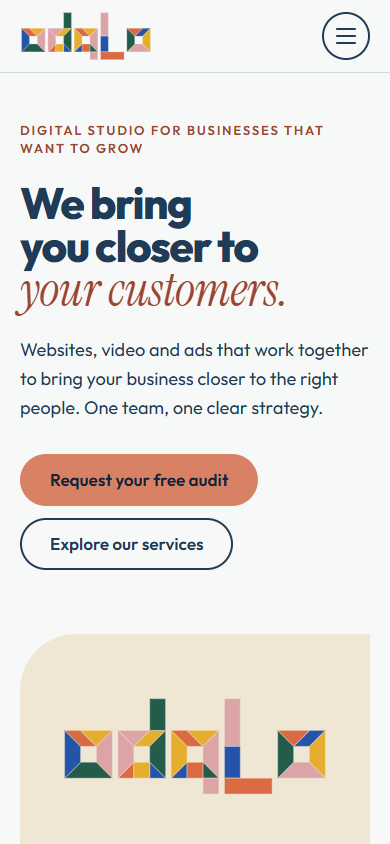 odqlo
DIGITAL STUDIO FOR BUSINESSES THAT
WANT TO GROW
We bring
you closer to
your customers.
Websites, video and ads that work together
to bring your business closer to the right
people. One team, one clear strategy.
Request your free audit
Explore our services
odqlo